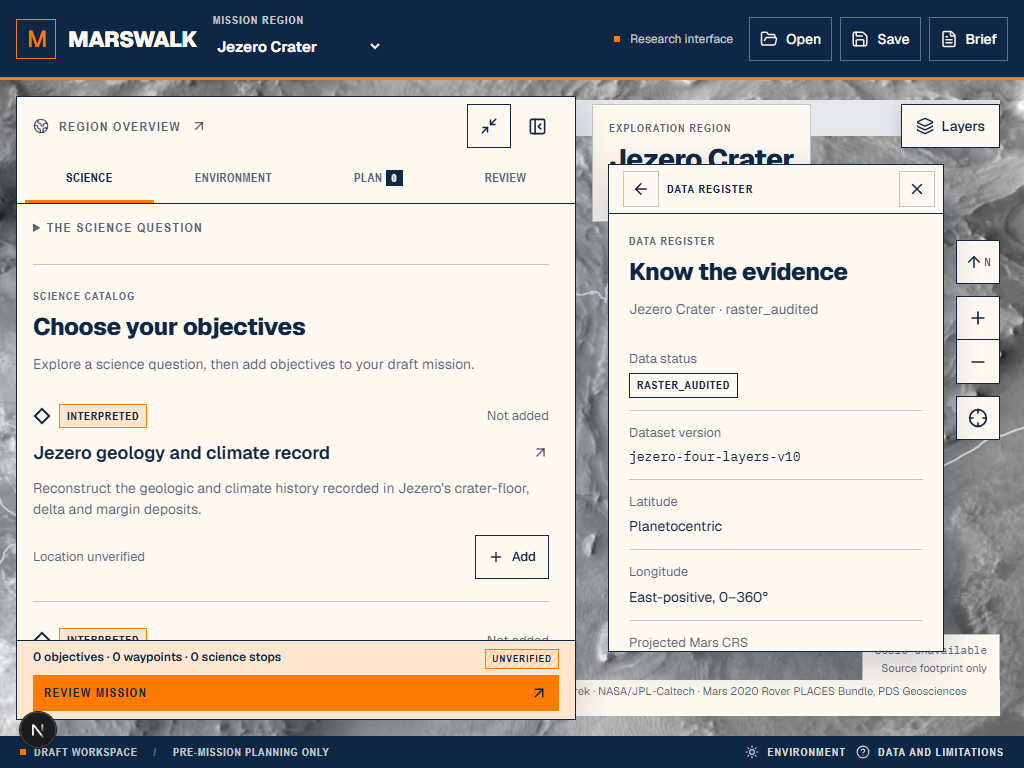 M MARSWALK
MISSION REGION
Jezero Crater
Research interface
Open
Save
Brief
REGION OVERVIEW
SCIENCE
ENVIRONMENT
PLAN 0
REVIEW
THE SCIENCE QUESTION
SCIENCE CATALOG
Choose your objectives
Explore a science question, then add objectives to your draft mission.
INTERPRETED
Not added
Jezero geology and climate record
Reconstruct the geologic and climate history recorded in Jezero's crater-floor,
delta and margin deposits.
Location unverified
+ Add
INTERPRETED
Not added
0 objectives · 0 waypoints · 0 science stops
UNVERIFIED
REVIEW MISSION
EXPLORATION REGION
Jezero Crater
Layers
DATA REGISTER
DATA REGISTER
Know the evidence
Jezero Crater · raster_audited
Data status
RASTER_AUDITED
Dataset version
jezero-four-layers-v10
Latitude
Planetocentric
Longitude
East-positive, 0–360°
Projected Mars CRS
N
+
−
Scale unavailable
Source footprint only
rek · NASA/JPL-Caltech · Mars 2020 Rover PLACES Bundle, PDS Geosciences
N
DRAFT WORKSPACE / PRE-MISSION PLANNING ONLY
ENVIRONMENT
DATA AND LIMITATIONS